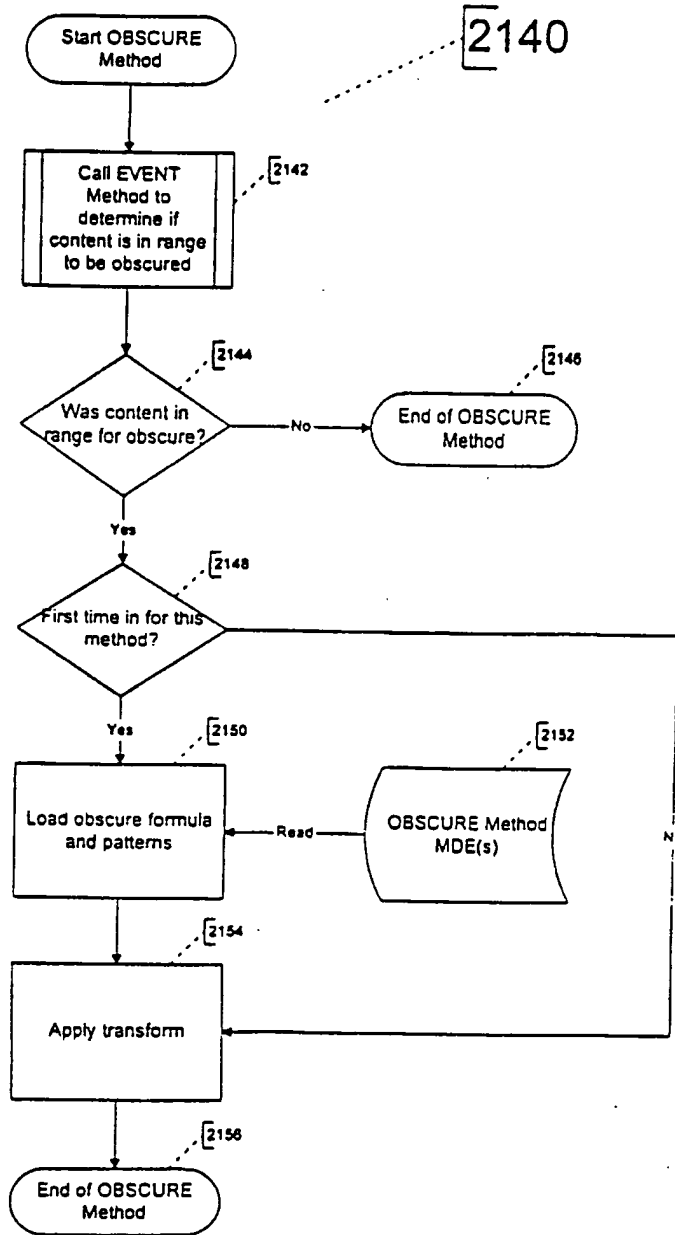 2140
Start OBSCURE
Method
2142
Call EVENT
Method to
determine if
content is in range
to be obscured
2144
Was content in
range for obscure?
No
2146
End of OBSCURE
Method
Yes
2148
First time in for this
method?
Yes
2150
Load obscure formula
and patterns
Read
2152
OBSCURE Method
MDE(s)
2154
Apply transform
2156
End of OBSCURE
Method